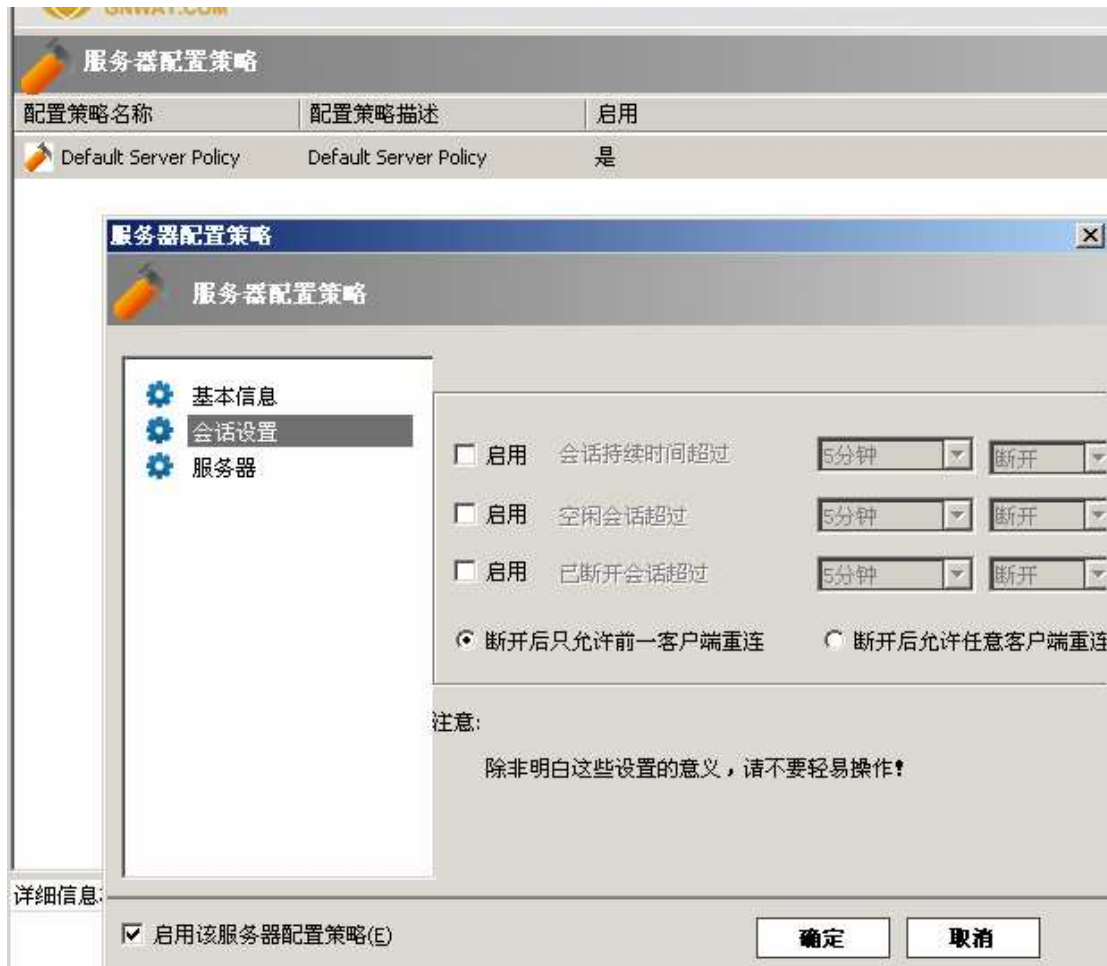 GNWAY.COM
服务器配置策略
配置策略名称 配置策略描述 启用
Default Server Policy Default Server Policy 是
服务器配置策略
服务器配置策略
基本信息
会话设置
服务器
启用 会话持续时间超过 5分钟 断开
启用 空闲会话超过 5分钟 断开
启用 已断开会话超过 5分钟 断开
断开后只允许前一客户端重连 断开后允许任意客户端重连
注意:
除非明白这些设置的意义，请不要轻易操作!
详细信息
启用该服务器配置策略(E) 确定 取消